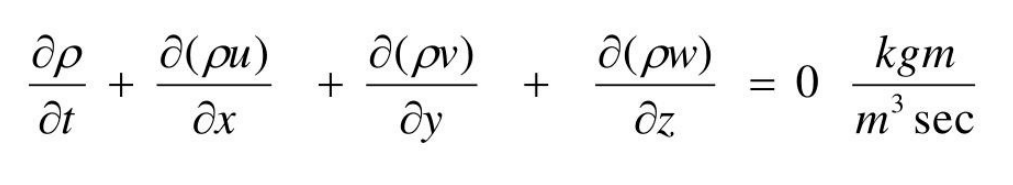 ∂ρ/∂t + ∂(ρu)/∂x + ∂(ρv)/∂y + ∂(ρw)/∂z = 0 kgm/m³ sec